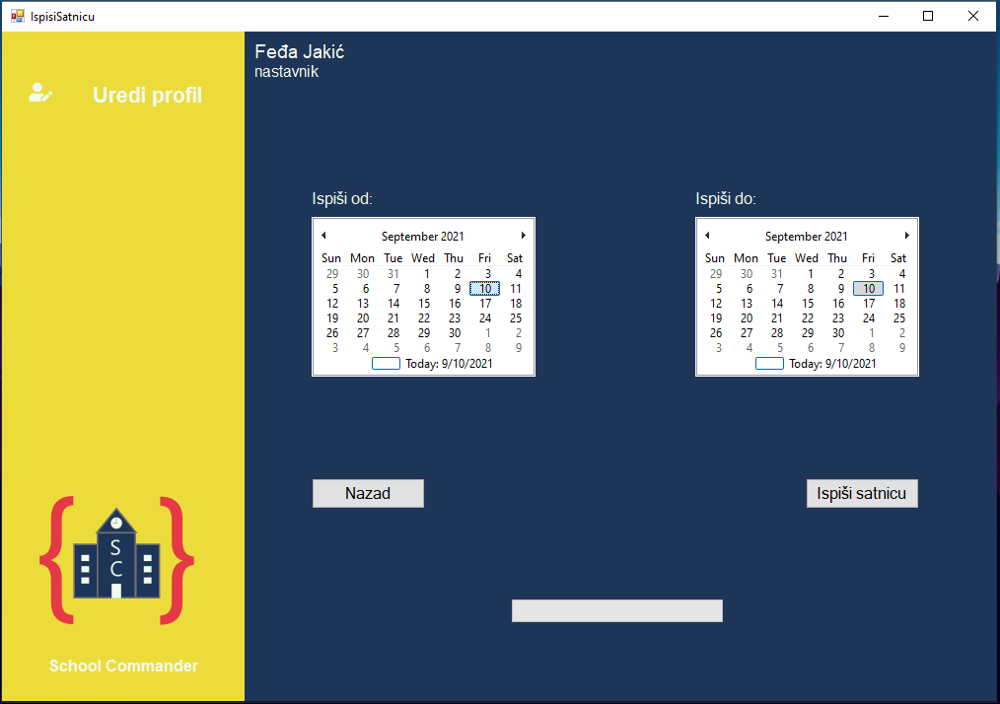 IspisiSatnicu
Uredi profil
Feđa Jakić
nastavnik
Ispiši od:
September 2021
Sun Mon Tue Wed Thu Fri Sat
29 30 31 1 2 3 4
5 6 7 8 9 10 11
12 13 14 15 16 17 18
19 20 21 22 23 24 25
26 27 28 29 30 1 2
3 4 5 6 7 8 9
Today: 9/10/2021
Ispiši do:
September 2021
Sun Mon Tue Wed Thu Fri Sat
29 30 31 1 2 3 4
5 6 7 8 9 10 11
12 13 14 15 16 17 18
19 20 21 22 23 24 25
26 27 28 29 30 1 2
3 4 5 6 7 8 9
Today: 9/10/2021
Nazad
Ispiši satnicu
{ S }
C
School Commander